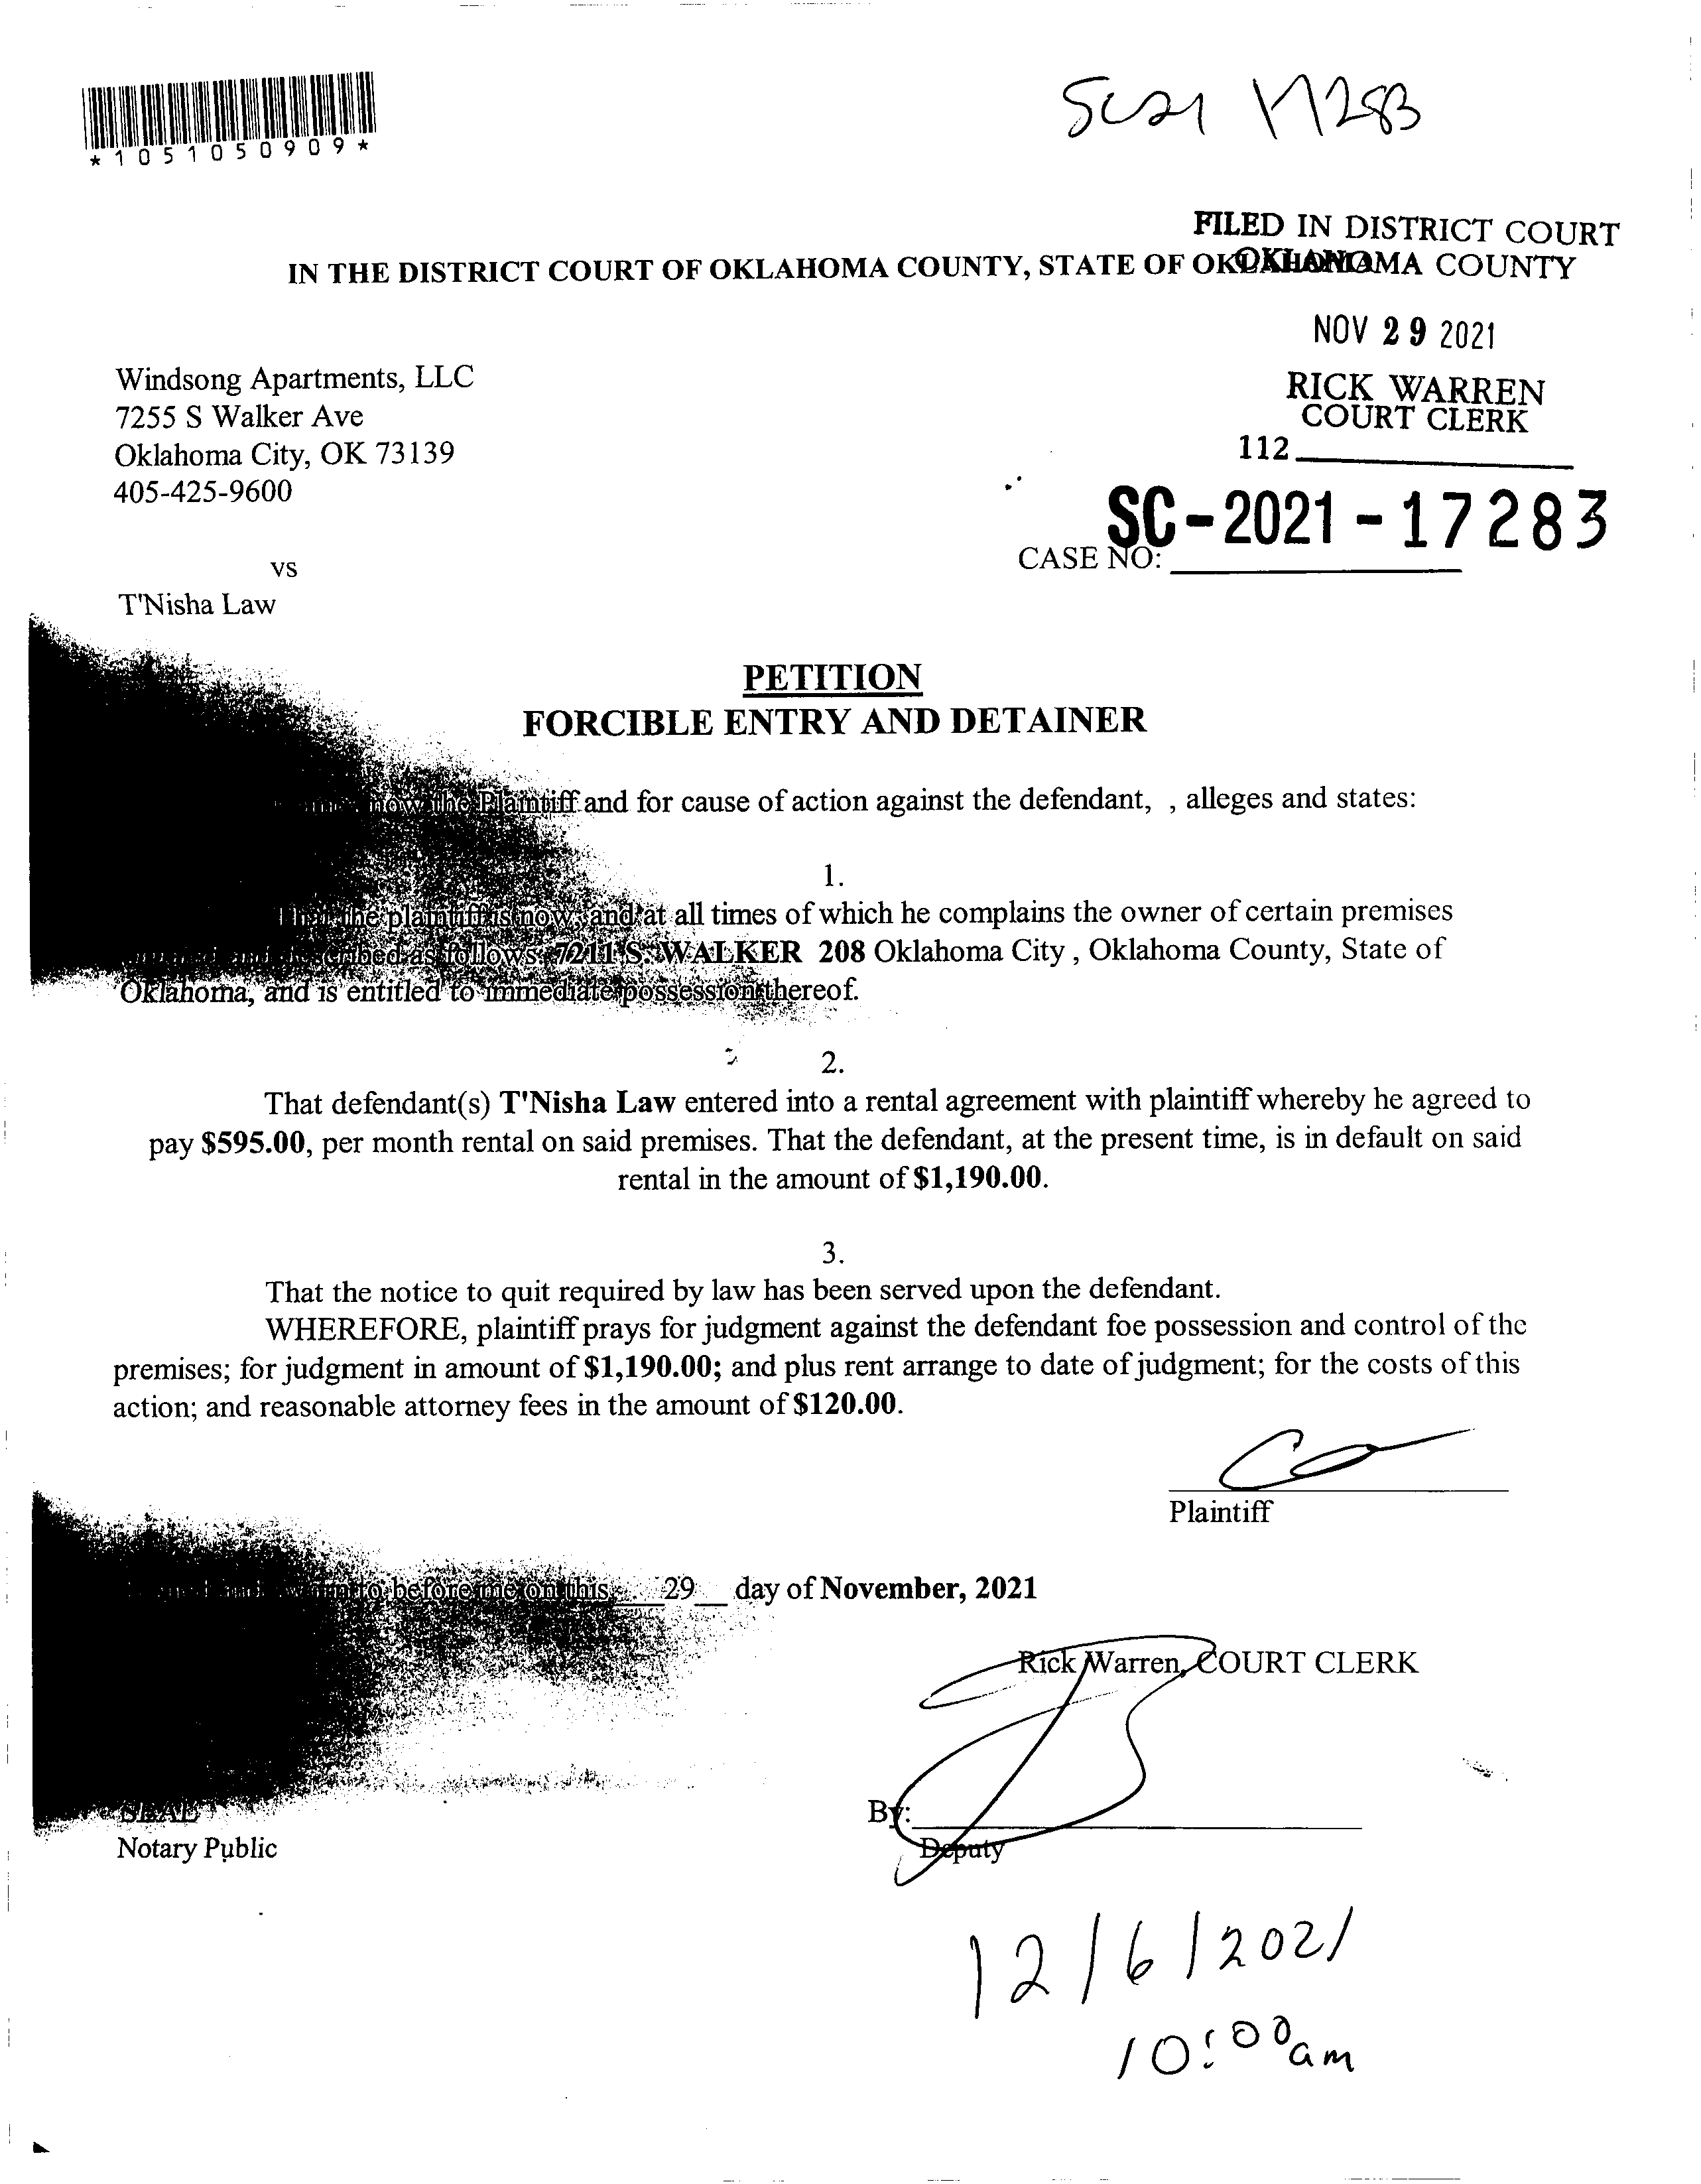 *1051050909*
SC21 17283
FILED IN DISTRICT COURT
OKLAHOMA COUNTY
IN THE DISTRICT COURT OF OKLAHOMA COUNTY, STATE OF OKLAHOMA
NOV 29 2021
RICK WARREN
COURT CLERK
112
Windsong Apartments, LLC
7255 S Walker Ave
Oklahoma City, OK 73139
405-425-9600
SC-2021-17283
CASE NO:
vs
T'Nisha Law
PETITION
FORCIBLE ENTRY AND DETAINER
now the Plaintiff and for cause of action against the defendant, , alleges and states:
1.
That the plaintiff is now, and at all times of which he complains the owner of certain premises
and described as follows: 7211 S. WALKER 208 Oklahoma City , Oklahoma County, State of
Oklahoma, and is entitled to immediate possession thereof.
2.
That defendant(s) T'Nisha Law entered into a rental agreement with plaintiff whereby he agreed to
pay $595.00, per month rental on said premises. That the defendant, at the present time, is in default on said
rental in the amount of $1,190.00.
3.
That the notice to quit required by law has been served upon the defendant.
WHEREFORE, plaintiff prays for judgment against the defendant foe possession and control of the
premises; for judgment in amount of $1,190.00; and plus rent arrange to date of judgment; for the costs of this
action; and reasonable attorney fees in the amount of $120.00.
Plaintiff
and sworn to before me on this 29 day of November, 2021
Rick Warren, COURT CLERK
SEAL
By:
Notary Public
Deputy
12/6/2021
10:00am